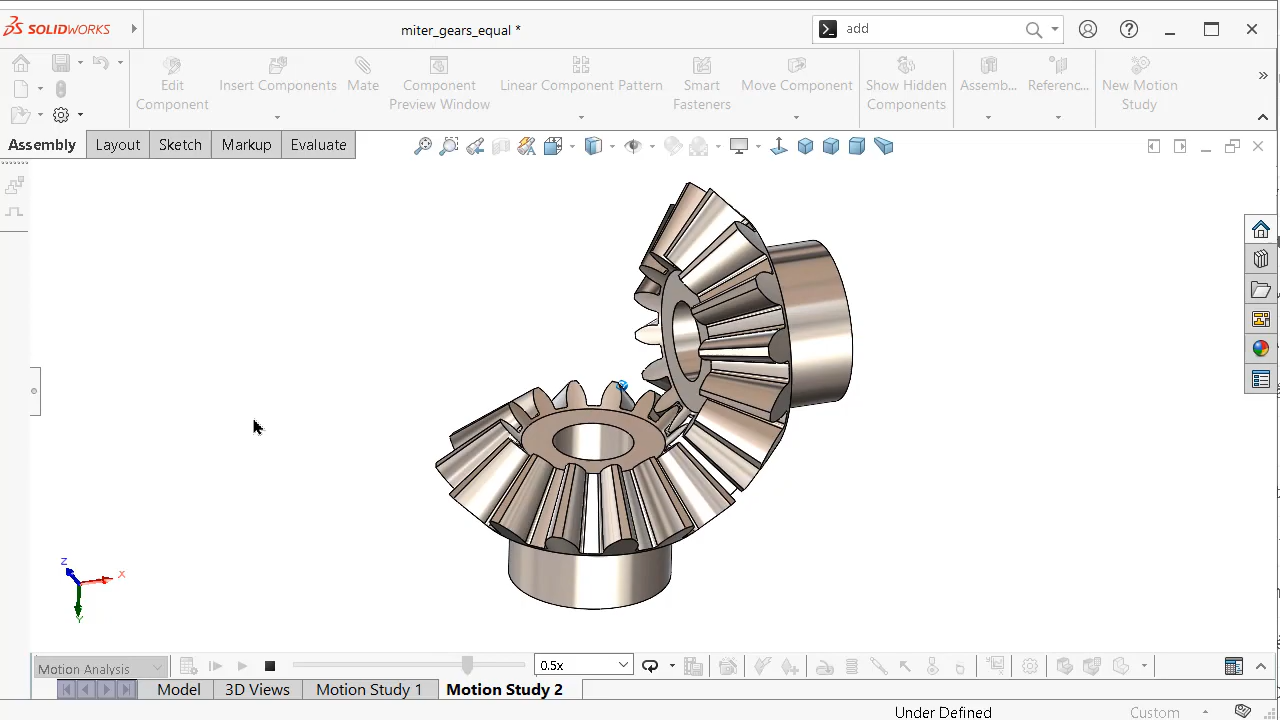 SOLIDWORKS
miter_gears_equal *
add
Edit Component
Insert Components
Mate
Component Preview Window
Linear Component Pattern
Smart Fasteners
Move Component
Show Hidden Components
Assemb...
Referenc...
New Motion Study
Assembly
Layout
Sketch
Markup
Evaluate
Z
X
Y
Motion Analysis
0.5x
Model
3D Views
Motion Study 1
Motion Study 2
Under Defined
Custom